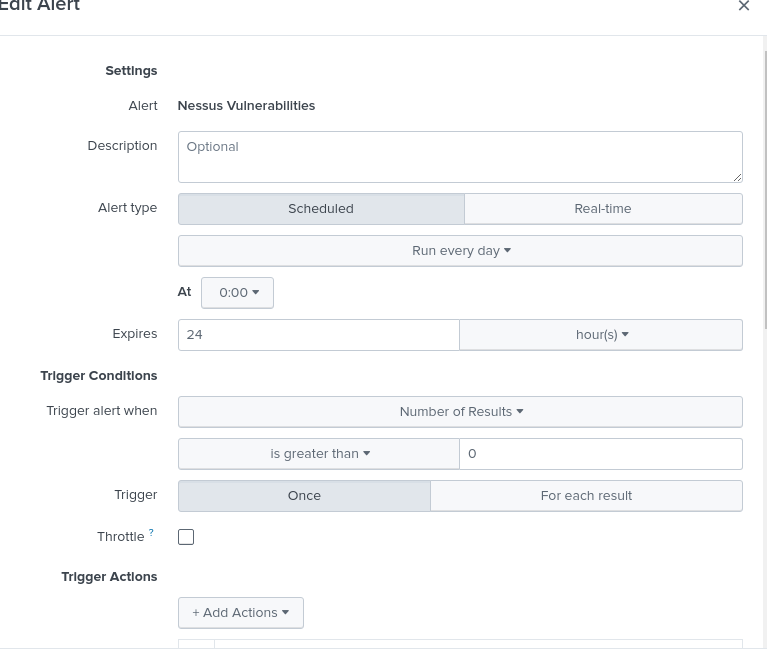 Edit Alert
×
Settings
Alert Nessus Vulnerabilities
Description Optional
Alert type Scheduled Real-time
Run every day
At 0:00
Expires 24 hour(s)
Trigger Conditions
Trigger alert when Number of Results
is greater than 0
Trigger Once For each result
Throttle ?
Trigger Actions
+ Add Actions